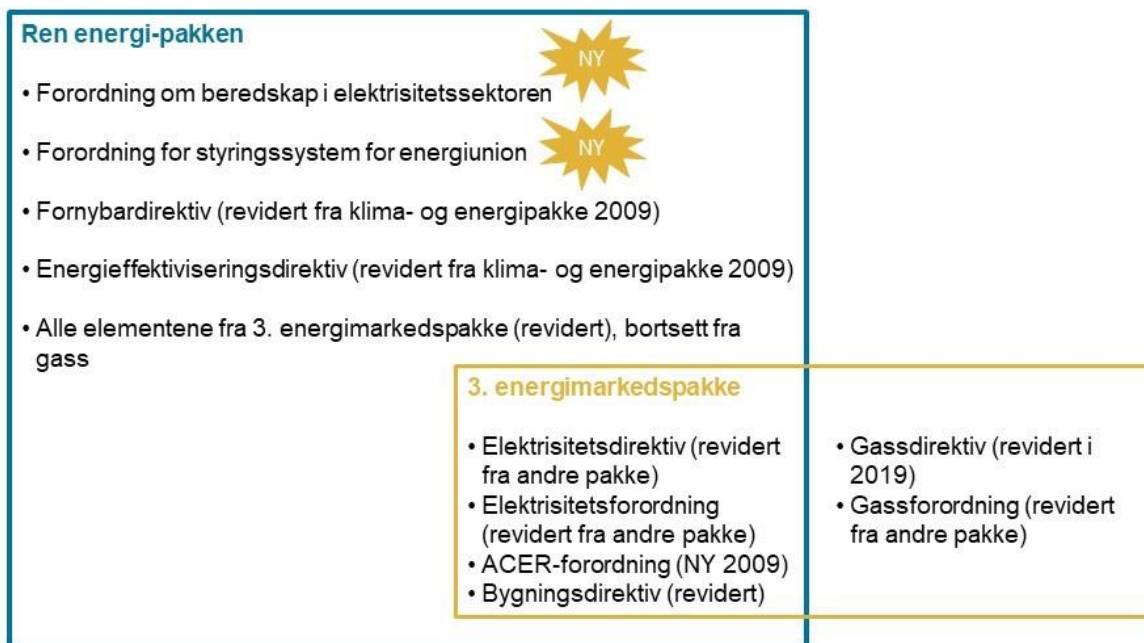 Ren energi-pakken
NY
• Forordning om beredskap i elektrisitetssektoren
• Forordning for styringssystem for energiunion
NY
• Fornybardirektiv (revidert fra klima- og energipakke 2009)
• Energieffektiviseringsdirektiv (revidert fra klima- og energipakke 2009)
• Alle elementene fra 3. energimarkedspakke (revidert), bortsett fra
gass
3. energimarkedspakke
• Elektrisitetsdirektiv (revidert
fra andre pakke)
• Elektrisitetsforordning
(revidert fra andre pakke)
• ACER-forordning (NY 2009)
• Bygningsdirektiv (revidert)
• Gassdirektiv (revidert i
2019)
• Gassforordning (revidert
fra andre pakke)